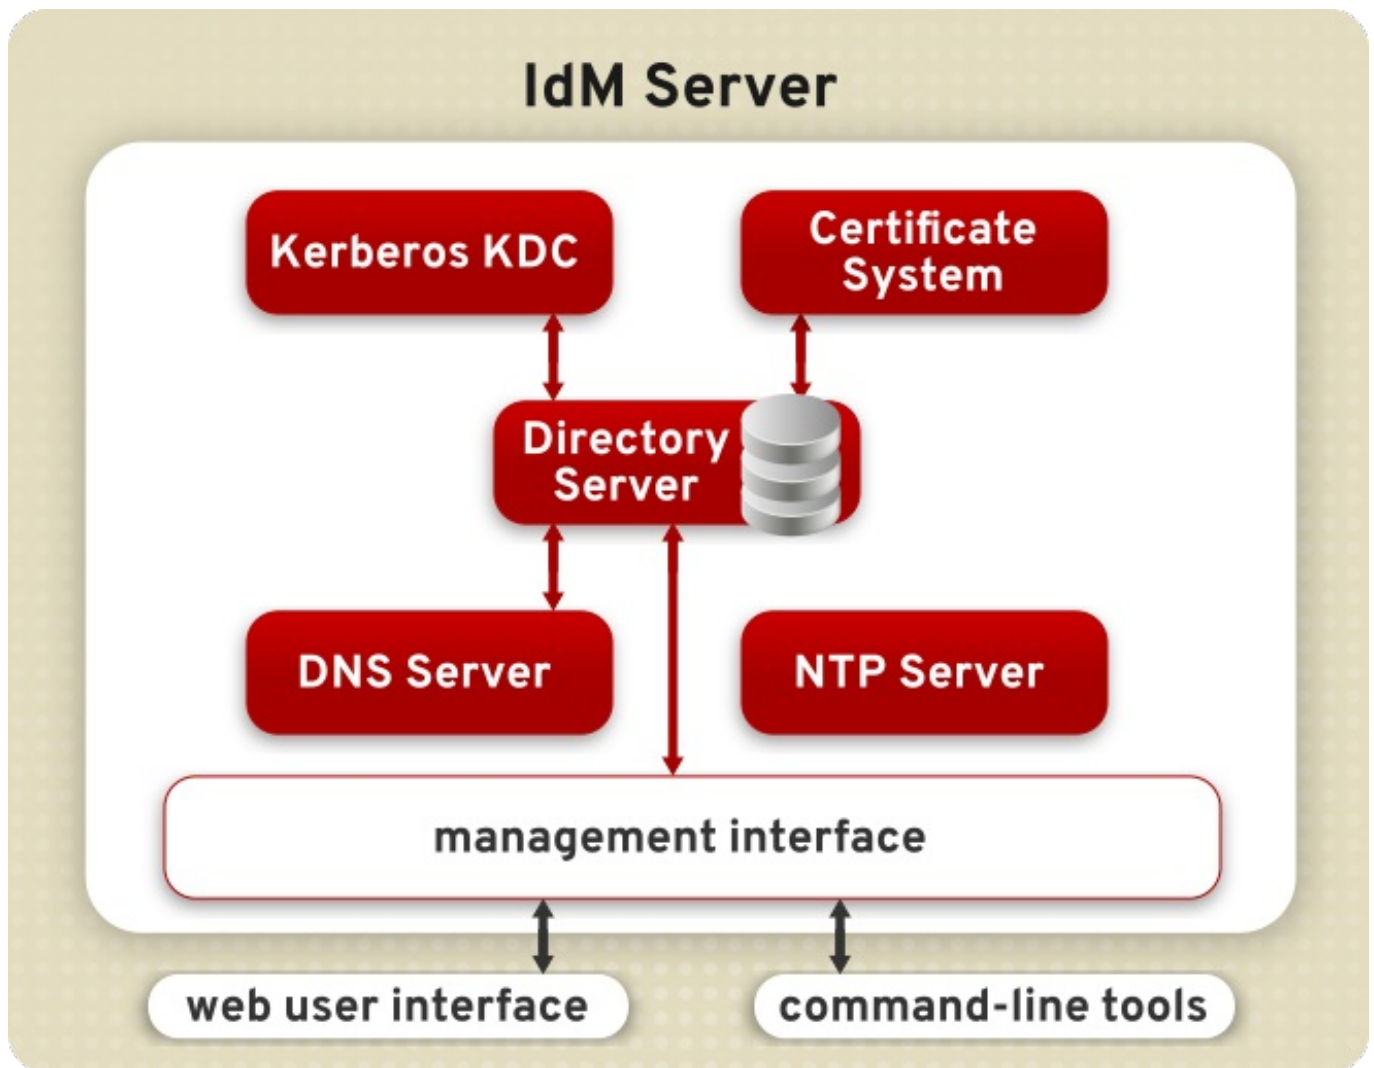 IdM Server
Kerberos KDC
Certificate
System
Directory
Server
DNS Server
NTP Server
management interface
web user interface
command-line tools